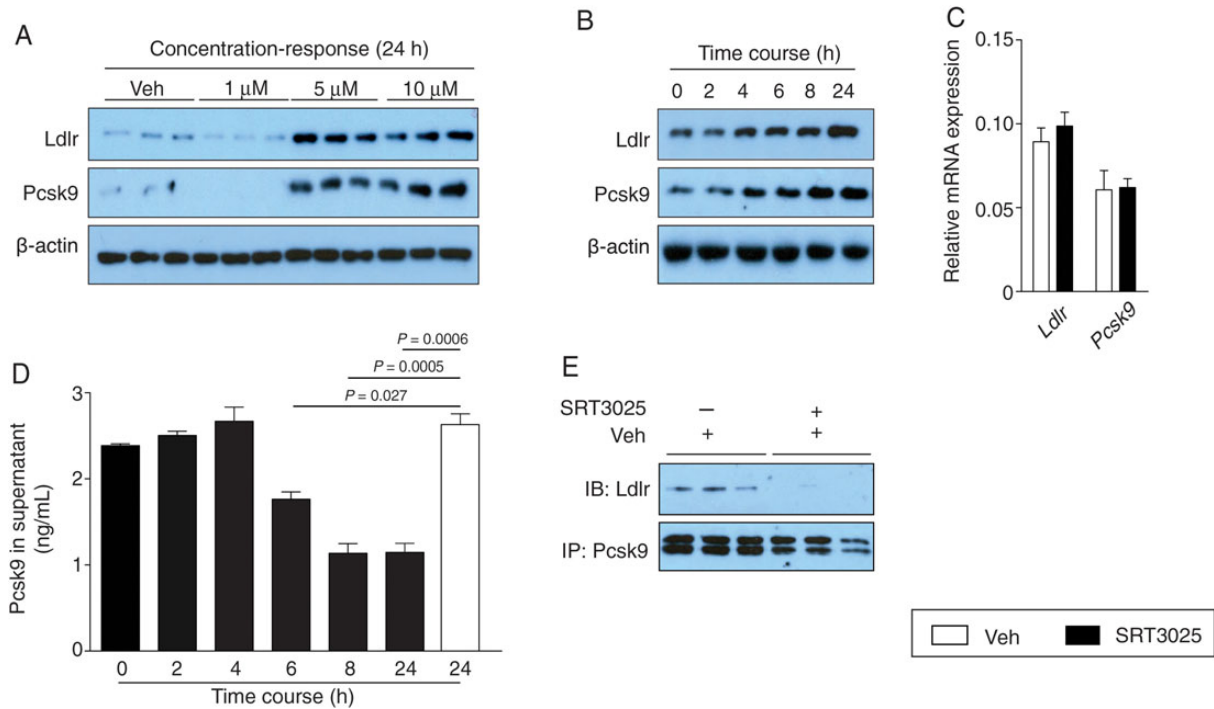 A
Concentration-response (24 h)
Veh 1 μM 5 μM 10 μM
Ldlr
Pcsk9
β-actin
B
Time course (h)
0 2 4 6 8 24
Ldlr
Pcsk9
β-actin
C
Relative mRNA expression
0.15
0.10
0.05
0
Ldlr Pcsk9
D
P = 0.0006
P = 0.0005
P = 0.027
Pcsk9 in supernatant
(ng/mL)
3
2
1
0
0 2 4 6 8 24 24
Time course (h)
E
SRT3025 – +
Veh + +
IB: Ldlr
IP: Pcsk9
Veh SRT3025